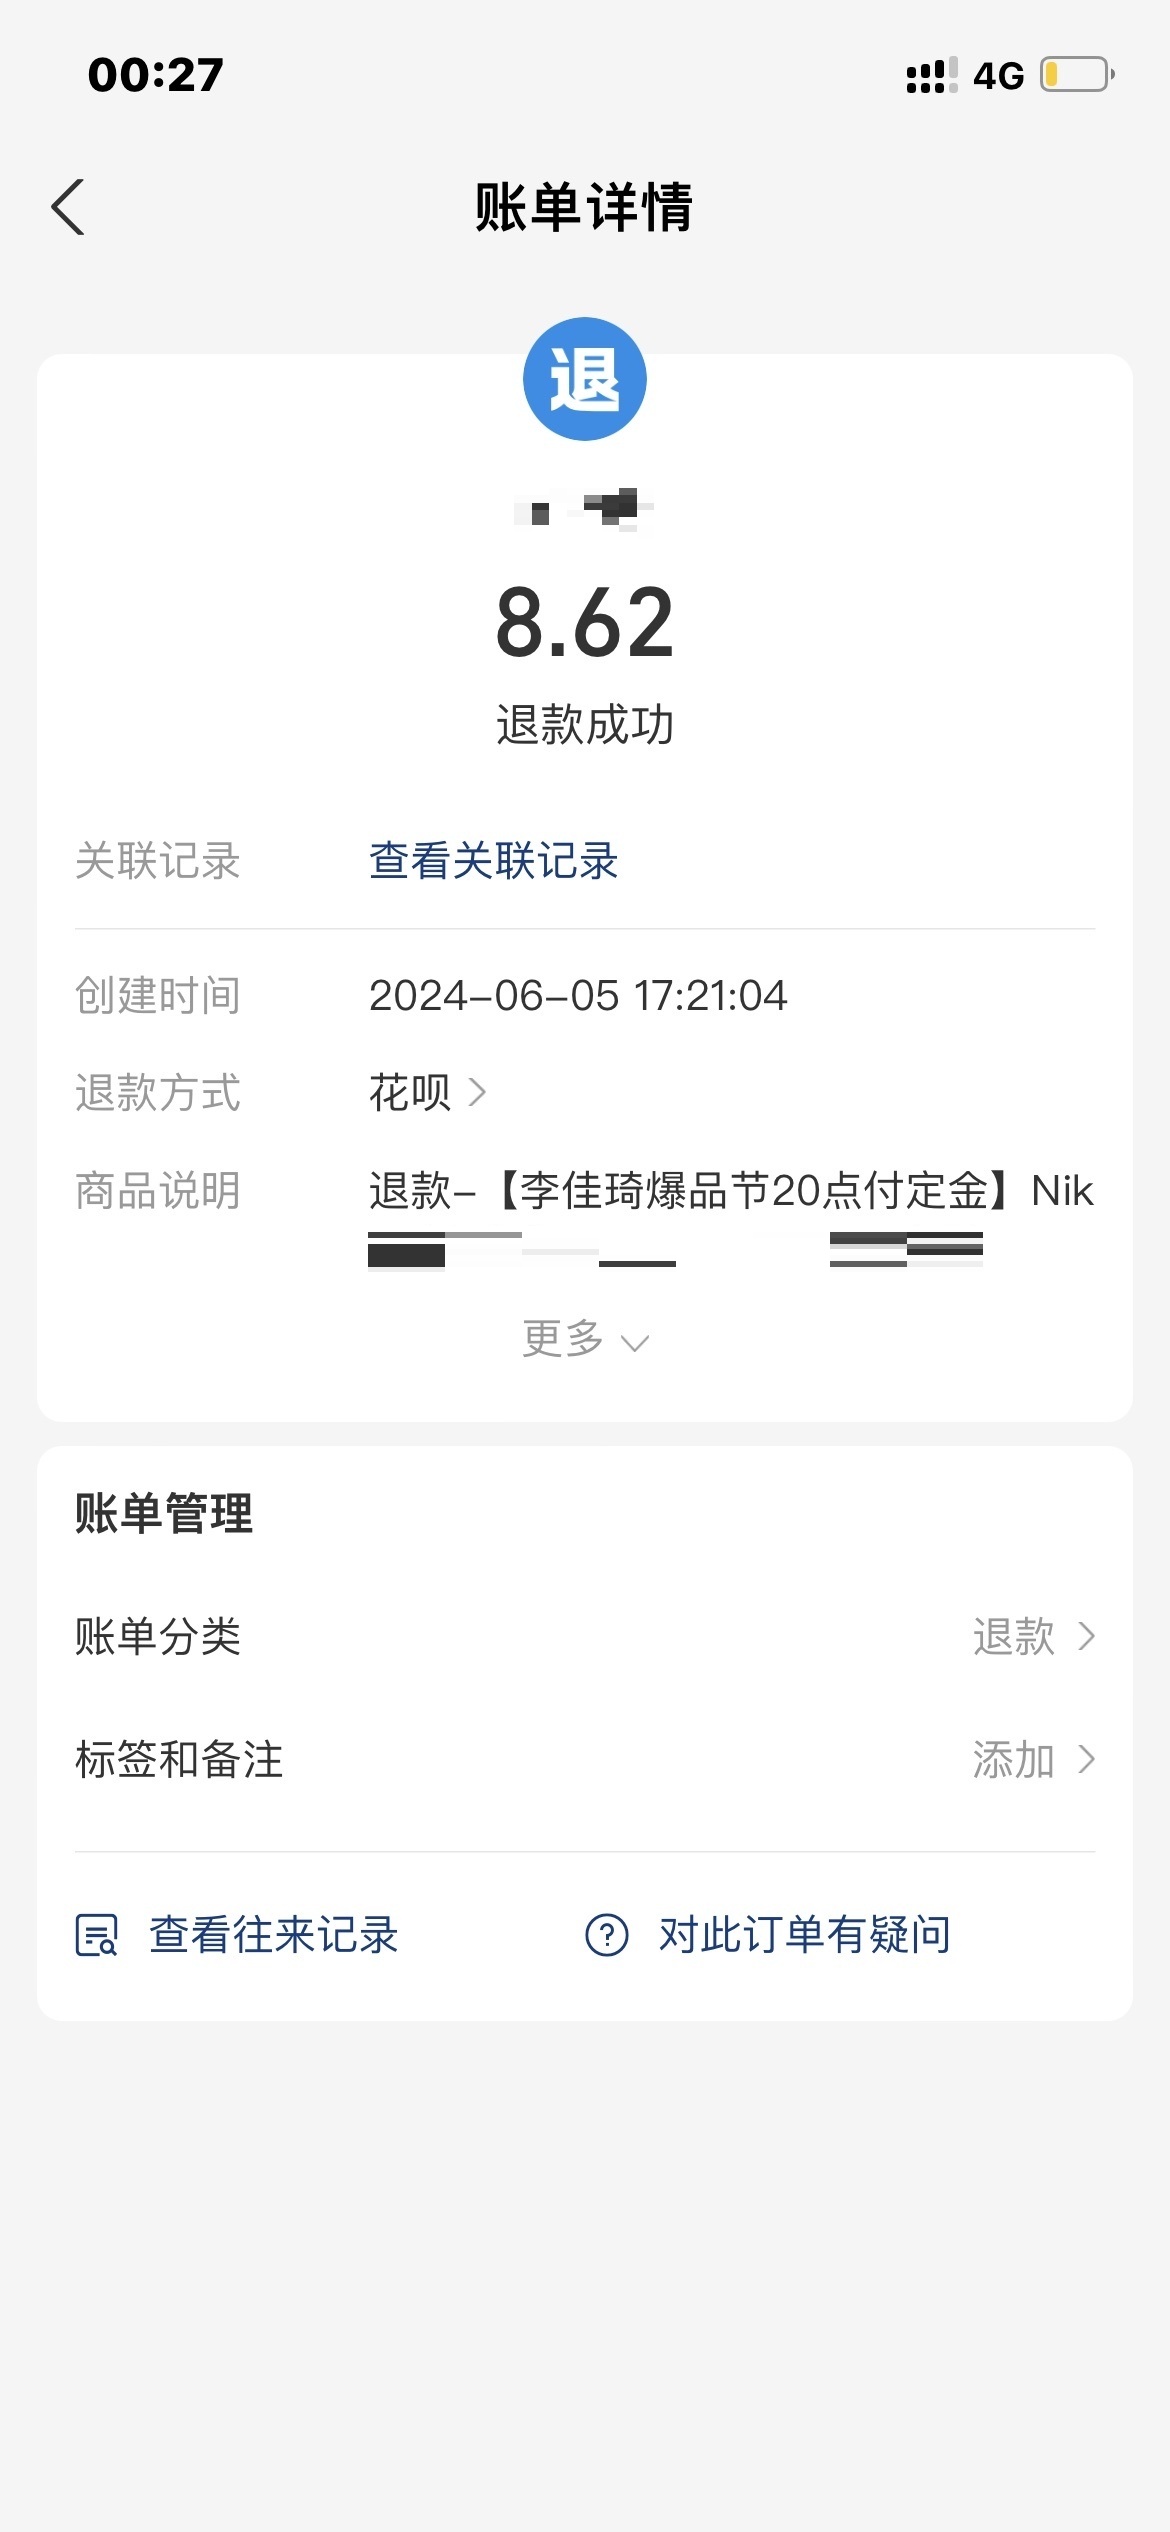 00:27
4G
账单详情
退
8.62
退款成功
关联记录 查看关联记录
创建时间 2024-06-05 17:21:04
退款方式 花呗
商品说明 退款-【李佳琦爆品节20点付定金】Nik
更多
账单管理
账单分类 退款
标签和备注 添加
查看往来记录 对此订单有疑问